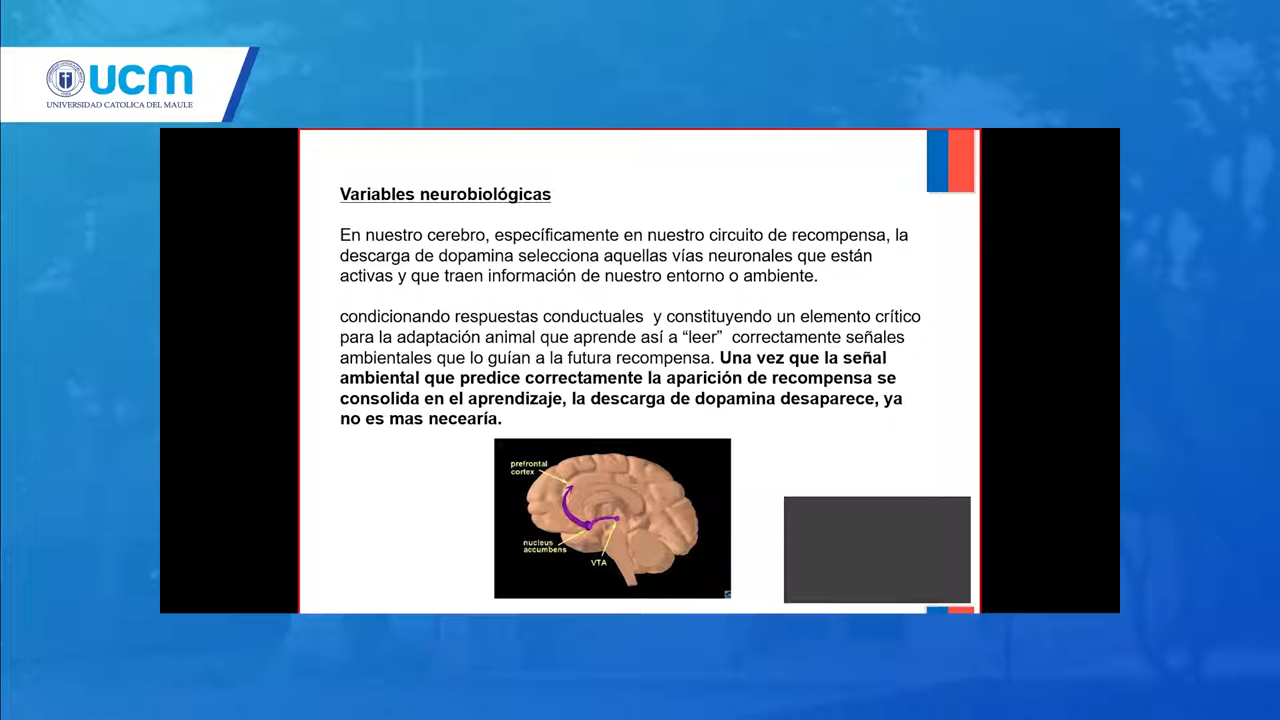 ucm
UNIVERSIDAD CATOLICA DEL MAULE
Variables neurobiológicas
En nuestro cerebro, específicamente en nuestro circuito de recompensa, la
descarga de dopamina selecciona aquellas vías neuronales que están
activas y que traen información de nuestro entorno o ambiente.
condicionando respuestas conductuales  y constituyendo un elemento crítico
para la adaptación animal que aprende así a “leer”  correctamente señales
ambientales que lo guían a la futura recompensa. Una vez que la señal
ambiental que predice correctamente la aparición de recompensa se
consolida en el aprendizaje, la descarga de dopamina desaparece, ya
no es mas necearía.
prefrontal
cortex
nucleus
accumbens
VTA